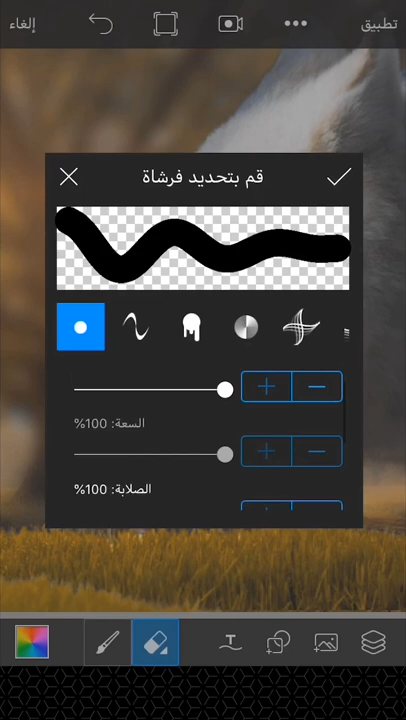 تطبيق
إلغاء
قم بتحديد فرشاة
السعة: 100%
الصلابة: 100%
T